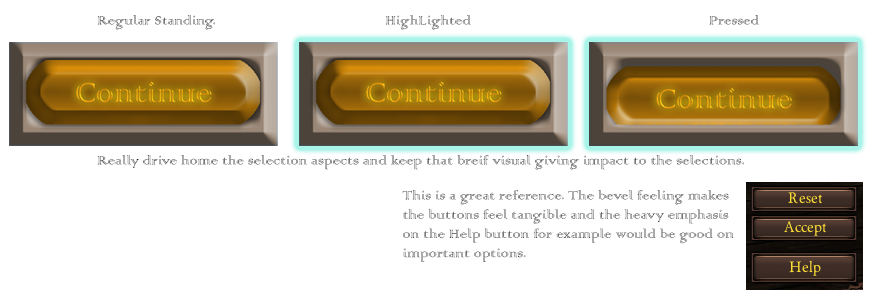 Regular Standing.
HighLighted
Pressed
Continue
Continue
Continue
Really drive home the selection aspects and keep that breif visual giving impact to the selections.
This is a great reference. The bevel feeling makes
the buttons feel tangible and the heavy emphasis
on the Help button for example would be good on
important options.
Reset
Accept
Help